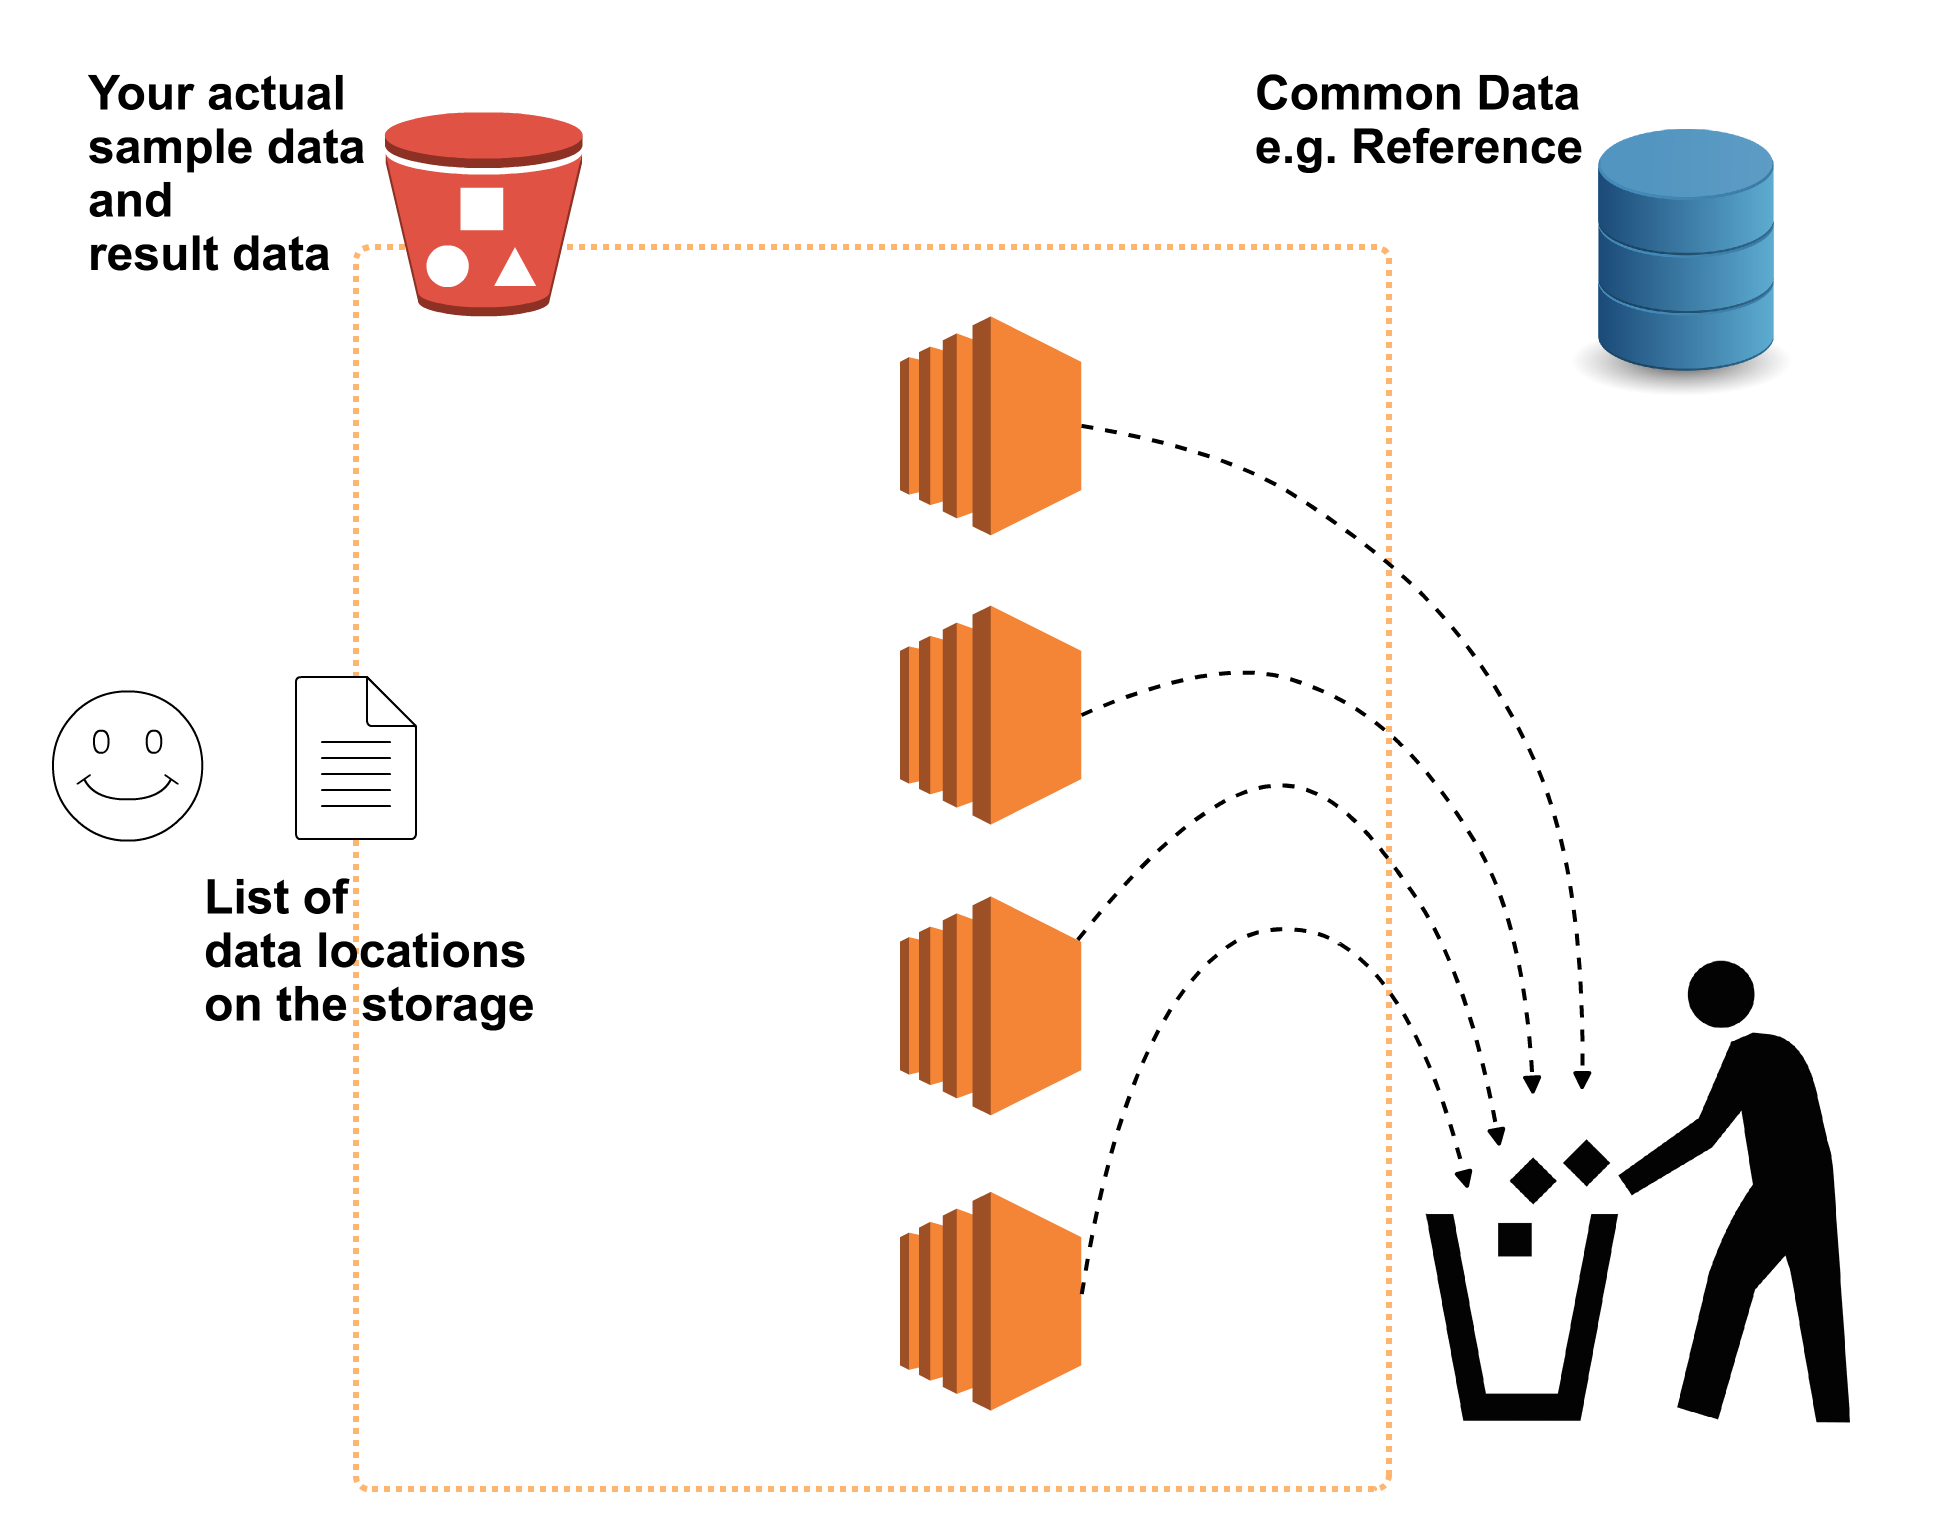 Your actual
sample data
and
result data
Common Data
e.g. Reference
List of
data locations
on the storage